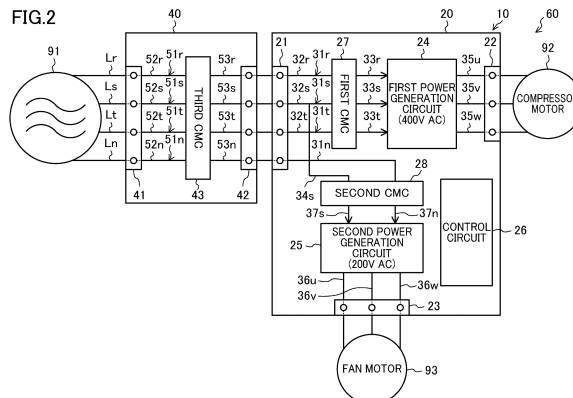 FIG.2
40
20
10
60
91
Lr
52r
51r
53r
21
32r
31r
27
33r
24
35r
22
92
Ls
52s
51s
53s
32s
31s
33s
35v
Lt
52t
51t
53t
32t
31t
33t
35w
Ln
52n
51n
53n
31n
THIRD CMC
FIRST CMC
FIRST POWER
GENERATION
CIRCUIT
(400V AC)
COMPRESSOR
MOTOR
41
43
42
34s
28
SECOND CMC
37s
37n
25
SECOND POWER
GENERATION
CIRCUIT
(200V AC)
CONTROL
CIRCUIT
26
36u
36v
36w
23
FAN MOTOR
93